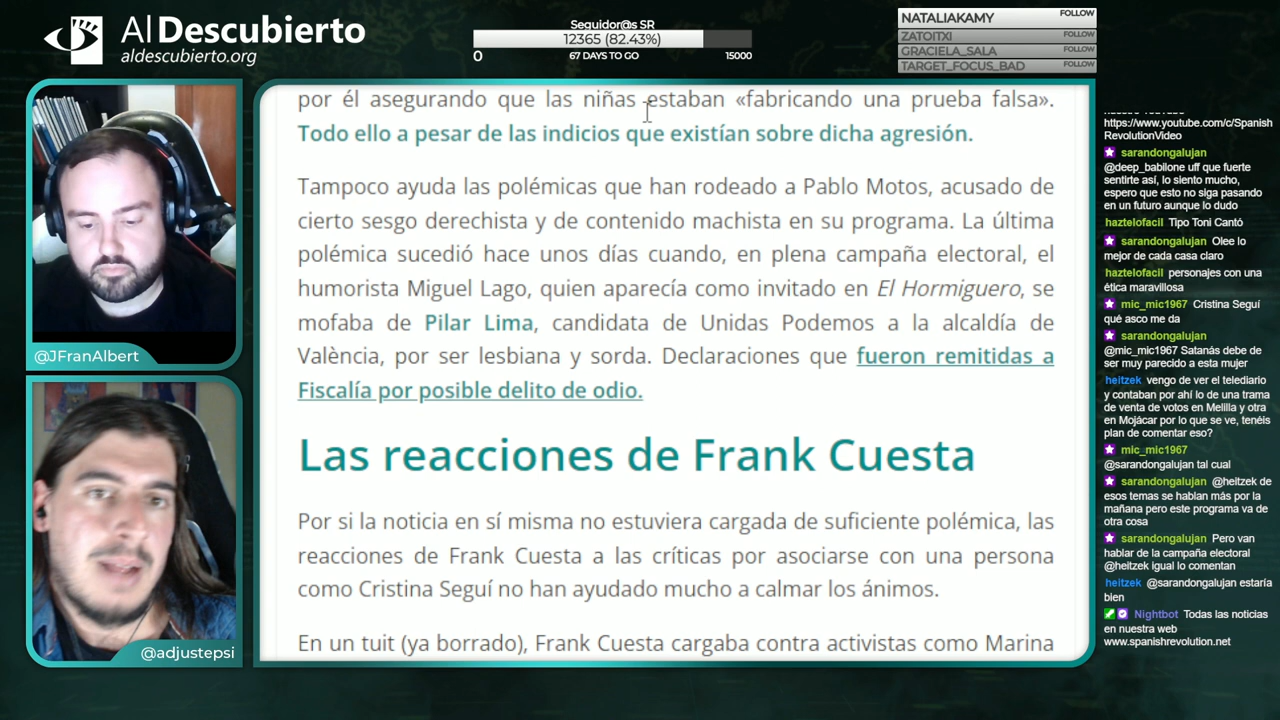 Al Descubierto
aldescubierto.org
Seguidor@s SR
12365 (82.43%)
0
67 DAYS TO GO
15000
NATALIAKAMY
FOLLOW
ZATOITXI
FOLLOW
GRACIELA_SALA
FOLLOW
TARGET_FOCUS_BAD
FOLLOW
@JFranAlbert
@adjustepsi
por él asegurando que las niñas estaban «fabricando una prueba falsa».
Todo ello a pesar de las indicios que existían sobre dicha agresión.
Tampoco ayuda las polémicas que han rodeado a Pablo Motos, acusado de
cierto sesgo derechista y de contenido machista en su programa. La última
polémica sucedió hace unos días cuando, en plena campaña electoral, el
humorista Miguel Lago, quien aparecía como invitado en El Hormiguero, se
mofaba de Pilar Lima, candidata de Unidas Podemos a la alcaldía de
València, por ser lesbiana y sorda. Declaraciones que fueron remitidas a
Fiscalía por posible delito de odio.
Las reacciones de Frank Cuesta
Por si la noticia en sí misma no estuviera cargada de suficiente polémica, las
reacciones de Frank Cuesta a las críticas por asociarse con una persona
como Cristina Seguí no han ayudado mucho a calmar los ánimos.
En un tuit (ya borrado), Frank Cuesta cargaba contra activistas como Marina
https://www.youtube.com/c/Spanish
RevolutionVideo
sarandongalujan
@deep_babilone uff que fuerte
sentirte así, lo siento mucho,
espero que esto no siga pasando
en un futuro aunque lo dudo
haztelofacil Tipo Toni Cantó
sarandongalujan Olee lo
mejor de cada casa claro
haztelofacil personajes con una
ética maravillosa
mic_mic1967 Cristina Seguí
qué asco me da
sarandongalujan
@mic_mic1967 Satanás debe de
ser muy parecido a esta mujer
heitzek vengo de ver el telediario
y contaban por ahí lo de una trama
de venta de votos en Melilla y otra
en Mojácar por lo que se ve, tenéis
plan de comentar eso?
mic_mic1967
@sarandongalujan tal cual
sarandongalujan @heitzek de
esos temas se hablan más por la
mañana pero este programa va de
otra cosa
sarandongalujan Pero van
hablar de la campaña electoral
@heitzek igual lo comentan
heitzek @sarandongalujan estaría
bien
Nightbot Todas las noticias
en nuestra web
www.spanishrevolution.net